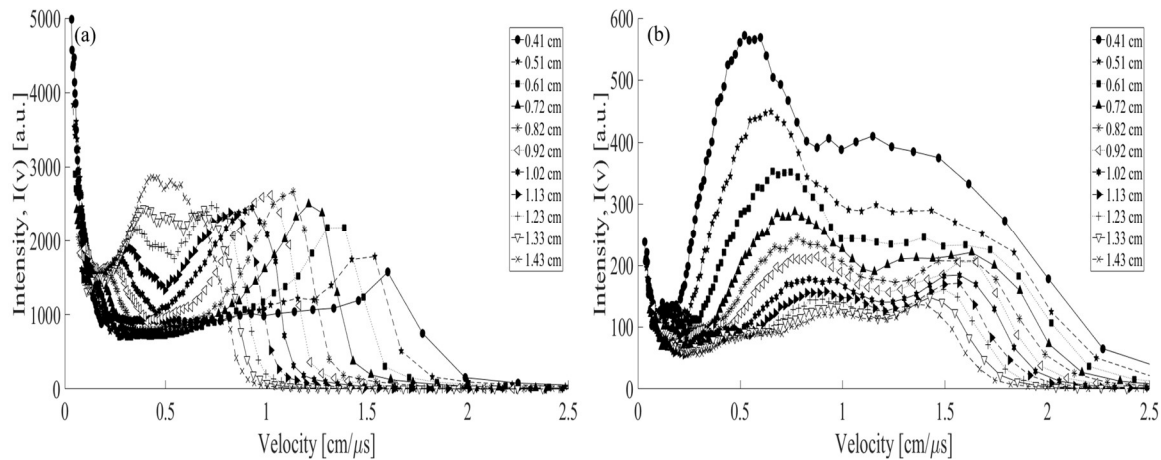 (a)
Intensity, I(v) [a.u.]
5000
4000
3000
2000
1000
0
0 0.5 1 1.5 2 2.5
Velocity [cm/μs]
0.41 cm
0.51 cm
0.61 cm
0.72 cm
0.82 cm
0.92 cm
1.02 cm
1.13 cm
1.23 cm
1.33 cm
1.43 cm
(b)
Intensity, I(v) [a.u.]
600
500
400
300
200
100
0
0 0.5 1 1.5 2 2.5
Velocity [cm/μs]
0.41 cm
0.51 cm
0.61 cm
0.72 cm
0.82 cm
0.92 cm
1.02 cm
1.13 cm
1.23 cm
1.33 cm
1.43 cm